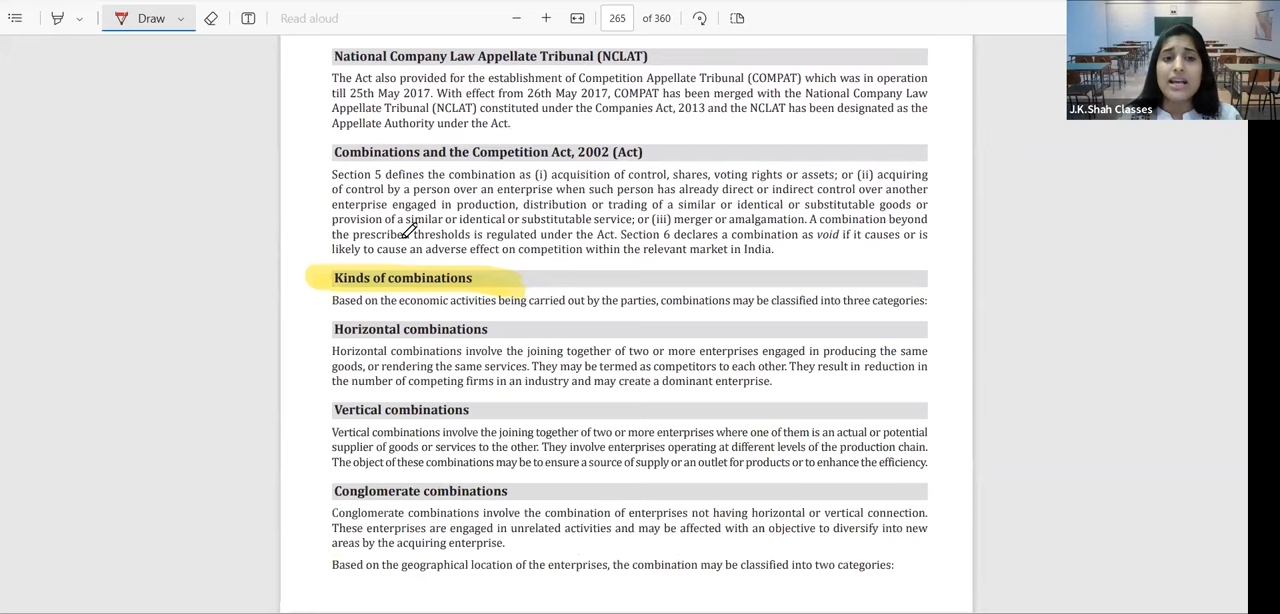 Draw
Read aloud
265 of 360
J.K.Shah Classes
National Company Law Appellate Tribunal (NCLAT)
The Act also provided for the establishment of Competition Appellate Tribunal (COMPAT) which was in operation
till 25th May 2017. With effect from 26th May 2017, COMPAT has been merged with the National Company Law
Appellate Tribunal (NCLAT) constituted under the Companies Act, 2013 and the NCLAT has been designated as the
Appellate Authority under the Act.
Combinations and the Competition Act, 2002 (Act)
Section 5 defines the combination as (i) acquisition of control, shares, voting rights or assets; or (ii) acquiring
of control by a person over an enterprise when such person has already direct or indirect control over another
enterprise engaged in production, distribution or trading of a similar or identical or substitutable goods or
provision of a similar or identical or substitutable service; or (iii) merger or amalgamation. A combination beyond
the prescribed thresholds is regulated under the Act. Section 6 declares a combination as void if it causes or is
likely to cause an adverse effect on competition within the relevant market in India.
Kinds of combinations
Based on the economic activities being carried out by the parties, combinations may be classified into three categories:
Horizontal combinations
Horizontal combinations involve the joining together of two or more enterprises engaged in producing the same
goods, or rendering the same services. They may be termed as competitors to each other. They result in reduction in
the number of competing firms in an industry and may create a dominant enterprise.
Vertical combinations
Vertical combinations involve the joining together of two or more enterprises where one of them is an actual or potential
supplier of goods or services to the other. They involve enterprises operating at different levels of the production chain.
The object of these combinations may be to ensure a source of supply or an outlet for products or to enhance the efficiency.
Conglomerate combinations
Conglomerate combinations involve the combination of enterprises not having horizontal or vertical connection.
These enterprises are engaged in unrelated activities and may be affected with an objective to diversify into new
areas by the acquiring enterprise.
Based on the geographical location of the enterprises, the combination may be classified into two categories: